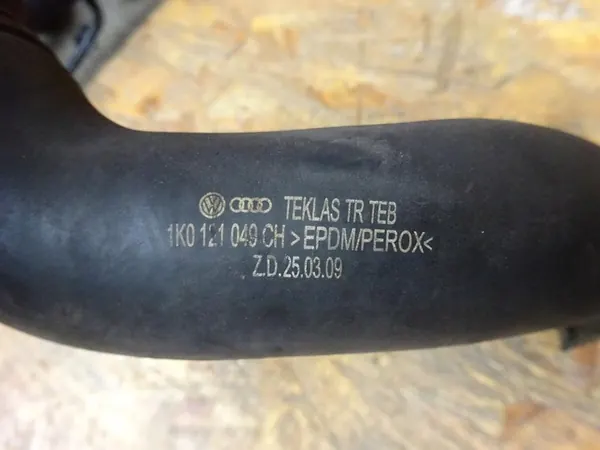 TEKLAS TR TEB
1K0 121 049 CH >EPDM/PEROX<
Z.D.25.03.09